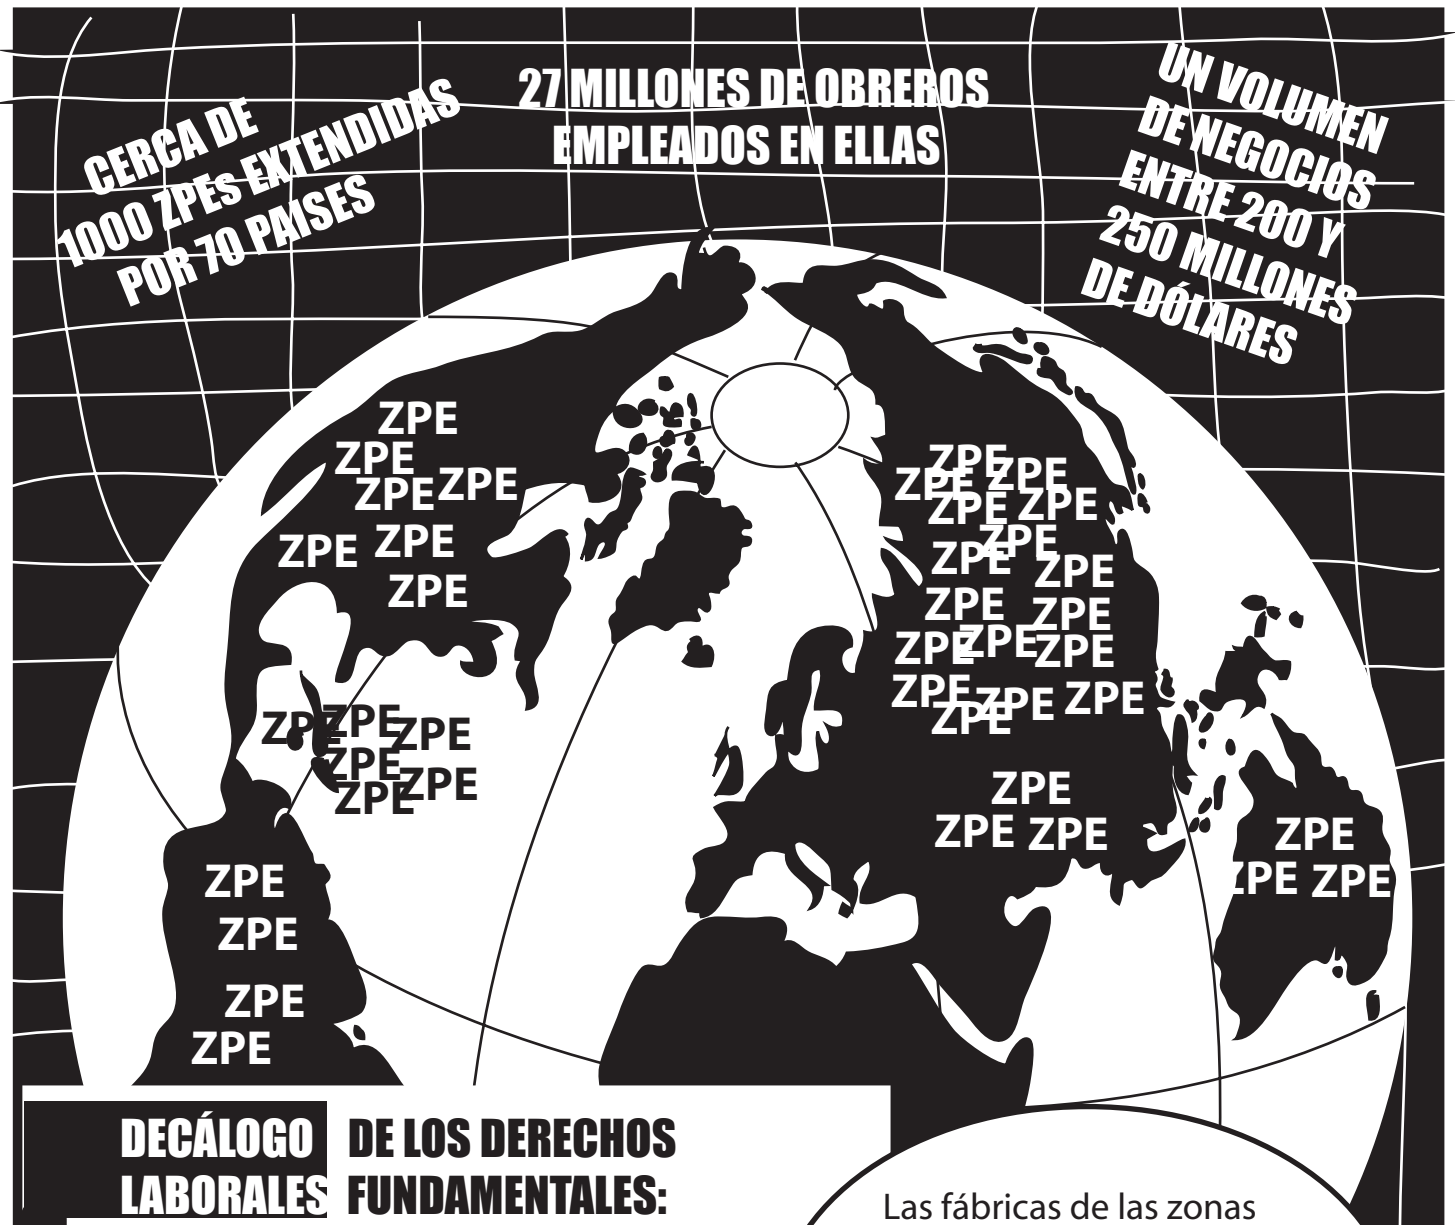 CERCA DE
1000 ZPEs EXTENDIDAS
POR 70 PAISES
27 MILLONES DE OBREROS
EMPLEADOS EN ELLAS
UN VOLUMEN
DE NEGOCIOS
ENTRE 200 Y
250 MILLONES
DE DÓLARES
ZPE
ZPE
ZPE ZPE
ZPE ZPE
ZPE
ZPE ZPE ZPE
ZPE
ZPE ZPE
ZPE
ZPE
ZPE
ZPE
ZPE ZPE
ZPE
ZPE ZPE
ZPE
ZPE ZPE
ZPE ZPE
ZPE ZPE ZPE
ZPE ZPE ZPE
ZPE
ZPE
ZPE ZPE
ZPE
ZPE ZPE
DECÁLOGO DE LOS DERECHOS
LABORALES FUNDAMENTALES:
Las fábricas de las zonas